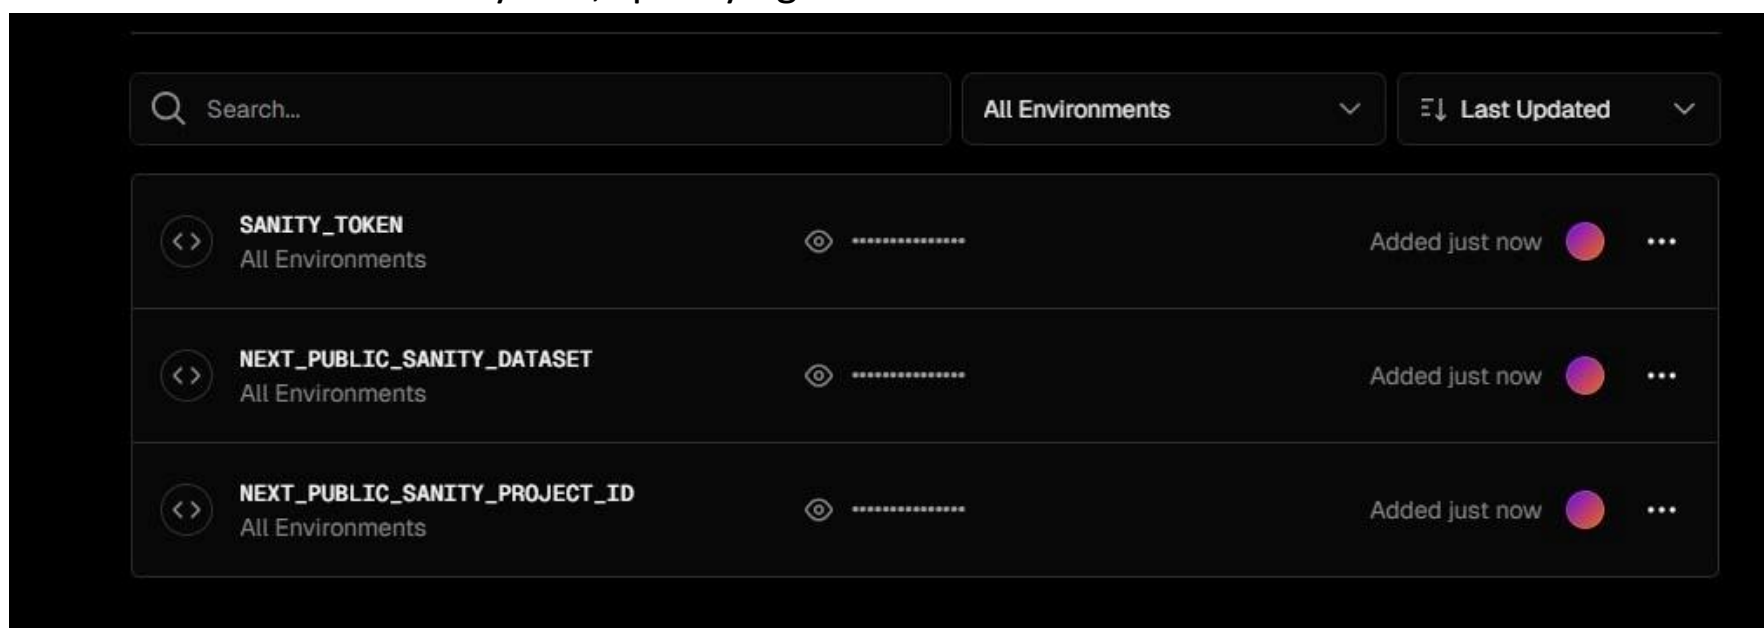 Search...
All Environments
Last Updated
SANITY_TOKEN
All Environments
Added just now
NEXT_PUBLIC_SANITY_DATASET
All Environments
Added just now
NEXT_PUBLIC_SANITY_PROJECT_ID
All Environments
Added just now